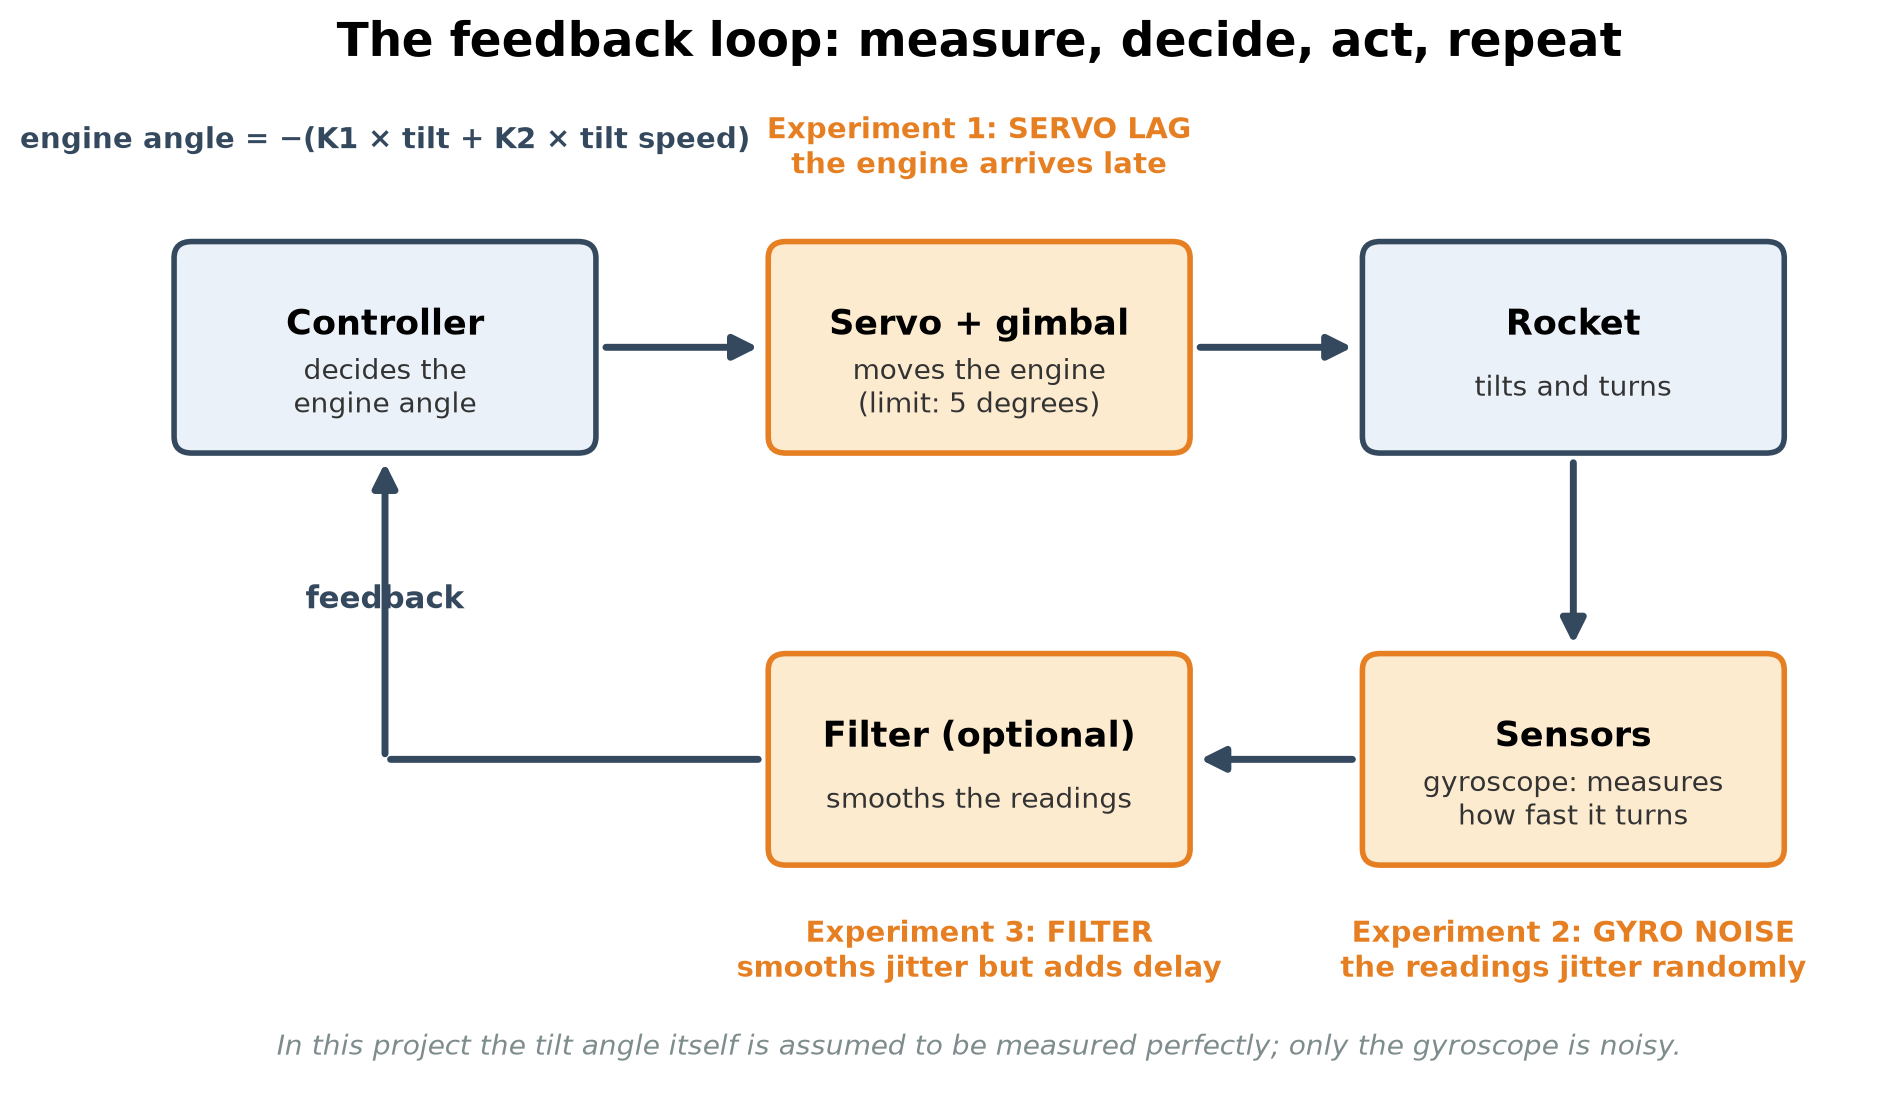 The feedback loop: measure, decide, act, repeat
engine angle = −(K1 × tilt + K2 × tilt speed)
Experiment 1: SERVO LAG
the engine arrives late
Controller
decides the
engine angle
Servo + gimbal
moves the engine
(limit: 5 degrees)
Rocket
tilts and turns
feedback
Filter (optional)
smooths the readings
Sensors
gyroscope: measures
how fast it turns
Experiment 3: FILTER
smooths jitter but adds delay
Experiment 2: GYRO NOISE
the readings jitter randomly
In this project the tilt angle itself is assumed to be measured perfectly; only the gyroscope is noisy.